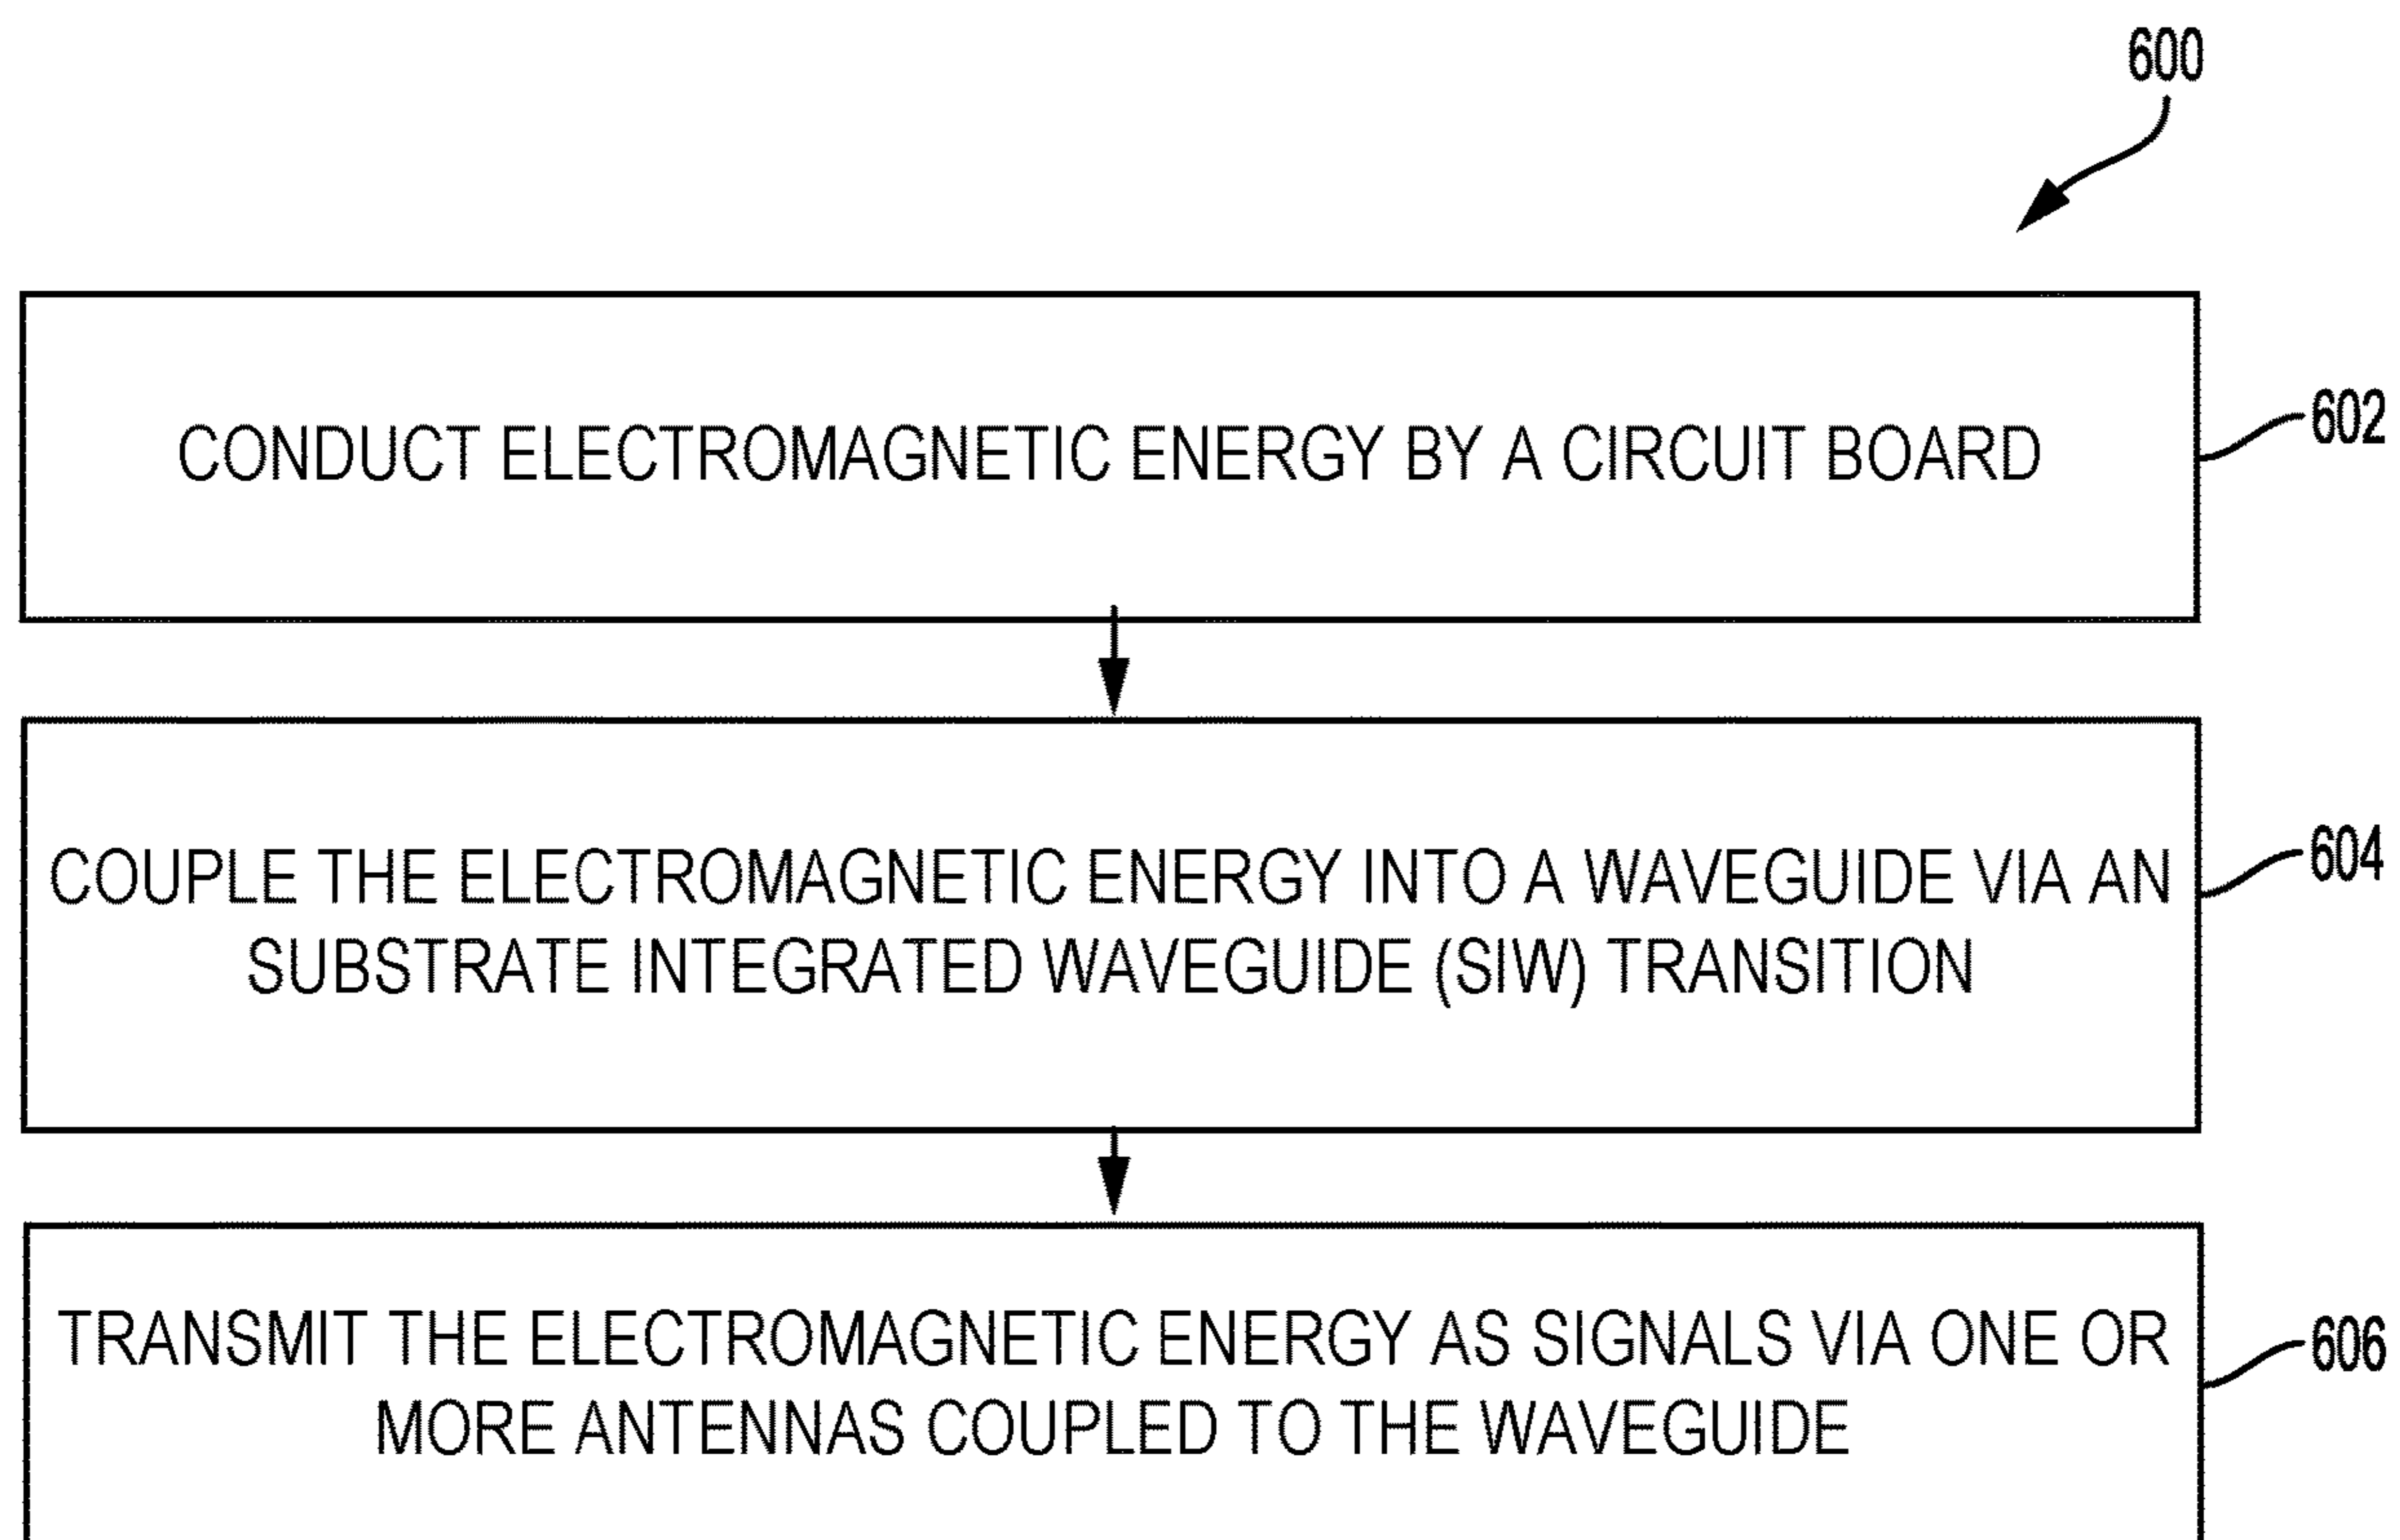 600
CONDUCT ELECTROMAGNETIC ENERGY BY A CIRCUIT BOARD
602
COUPLE THE ELECTROMAGNETIC ENERGY INTO A WAVEGUIDE VIA AN
SUBSTRATE INTEGRATED WAVEGUIDE (SIW) TRANSITION
604
TRANSMIT THE ELECTROMAGNETIC ENERGY AS SIGNALS VIA ONE OR
MORE ANTENNAS COUPLED TO THE WAVEGUIDE
606